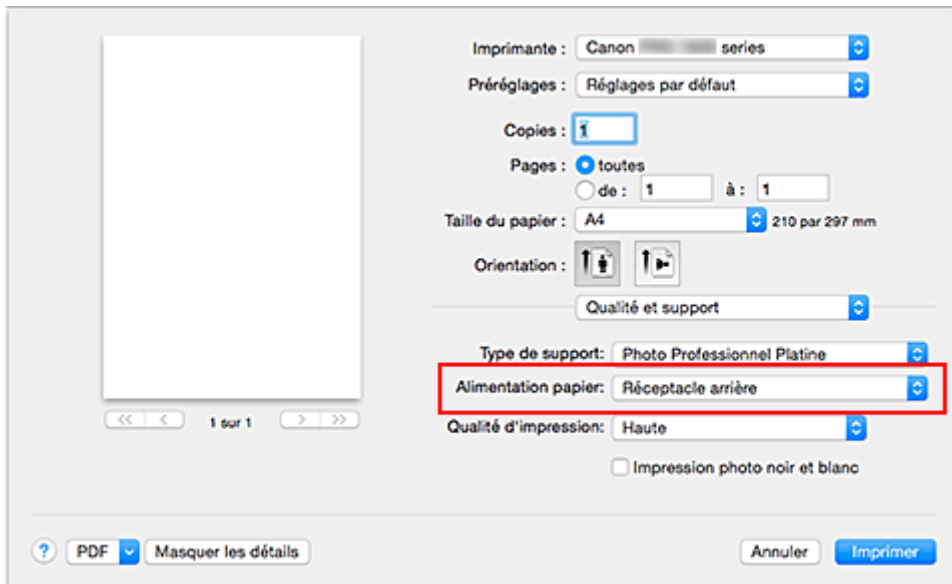 Imprimante : Canon series
Préréglages : Réglages par défaut
Copies : 1
Pages : toutes
de : 1 à : 1
Taille du papier : A4 210 par 297 mm
Orientation :
Qualité et support
Type de support: Photo Professionnel Platine
Alimentation papier: Réceptacle arrière
Qualité d'impression: Haute
Impression photo noir et blanc
<< < 1 sur 1 > >>
? PDF Masquer les détails Annuler Imprimer